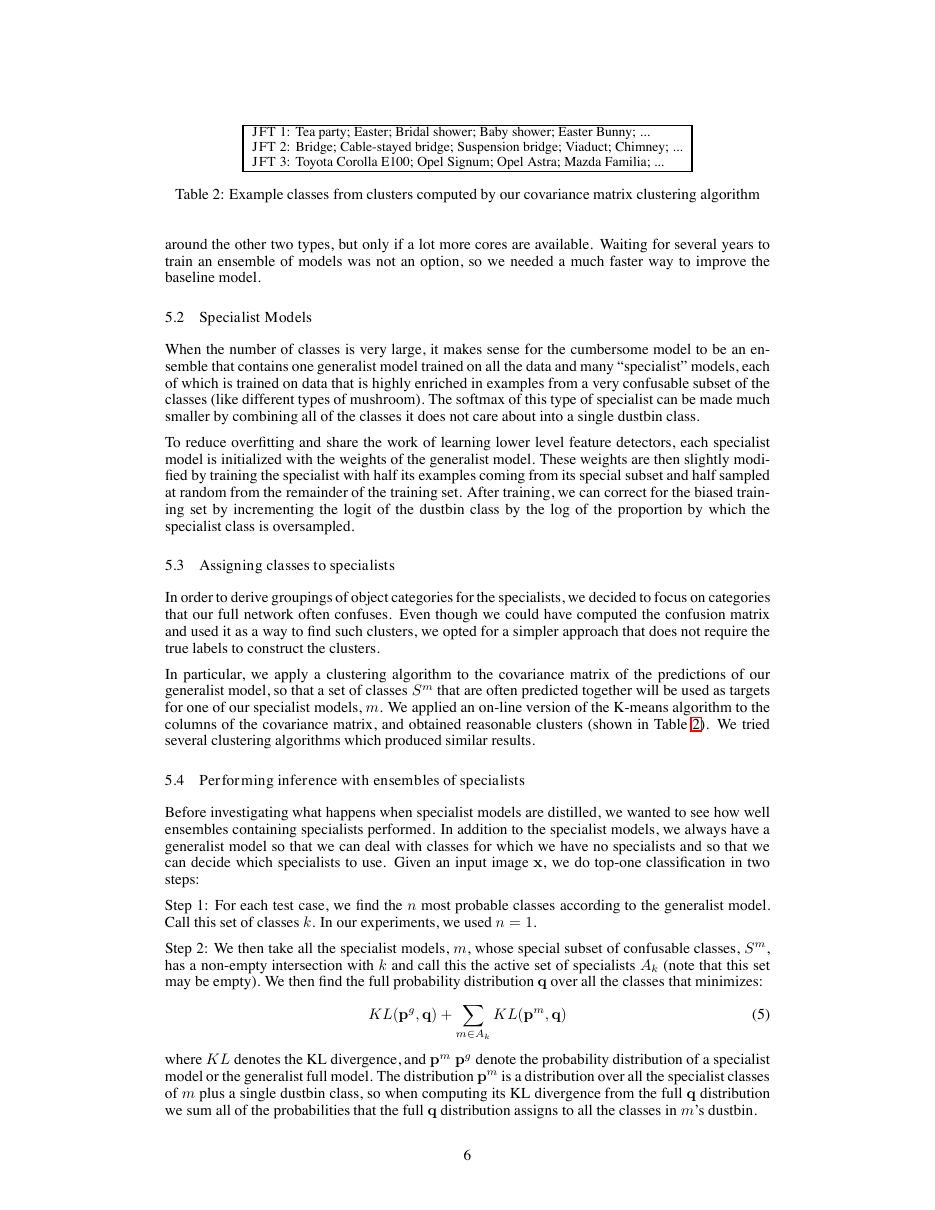 JFT 1: Tea party; Easter; Bridal shower; Baby shower; Easter Bunny; ...
JFT 2: Bridge; Cable-stayed bridge; Suspension bridge; Viaduct; Chimney; ...
JFT 3: Toyota Corolla E100; Opel Signum; Opel Astra; Mazda Familia; ...
Table 2: Example classes from clusters computed by our covariance matrix clustering algorithm
around the other two types, but only if a lot more cores are available. Waiting for several years to
train an ensemble of models was not an option, so we needed a much faster way to improve the
baseline model.
5.2 Specialist Models
When the number of classes is very large, it makes sense for the cumbersome model to be an en-
semble that contains one generalist model trained on all the data and many “specialist” models, each
of which is trained on data that is highly enriched in examples from a very confusable subset of the
classes (like different types of mushroom). The softmax of this type of specialist can be made much
smaller by combining all of the classes it does not care about into a single dustbin class.
To reduce overfitting and share the work of learning lower level feature detectors, each specialist
model is initialized with the weights of the generalist model. These weights are then slightly modi-
fied by training the specialist with half its examples coming from its special subset and half sampled
at random from the remainder of the training set. After training, we can correct for the biased train-
ing set by incrementing the logit of the dustbin class by the log of the proportion by which the
specialist class is oversampled.
5.3 Assigning classes to specialists
In order to derive groupings of object categories for the specialists, we decided to focus on categories
that our full network often confuses. Even though we could have computed the confusion matrix
and used it as a way to find such clusters, we opted for a simpler approach that does not require the
true labels to construct the clusters.
In particular, we apply a clustering algorithm to the covariance matrix of the predictions of our
generalist model, so that a set of classes S^m that are often predicted together will be used as targets
for one of our specialist models, m. We applied an on-line version of the K-means algorithm to the
columns of the covariance matrix, and obtained reasonable clusters (shown in Table 2). We tried
several clustering algorithms which produced similar results.
5.4 Performing inference with ensembles of specialists
Before investigating what happens when specialist models are distilled, we wanted to see how well
ensembles containing specialists performed. In addition to the specialist models, we always have a
generalist model so that we can deal with classes for which we have no specialists and so that we
can decide which specialists to use. Given an input image x, we do top-one classification in two
steps:
Step 1: For each test case, we find the n most probable classes according to the generalist model.
Call this set of classes k. In our experiments, we used n = 1.
Step 2: We then take all the specialist models, m, whose special subset of confusable classes, S^m,
has a non-empty intersection with k and call this the active set of specialists A_k (note that this set
may be empty). We then find the full probability distribution q over all the classes that minimizes:
KL(p^g, q) + ∑_{m∈A_k} KL(p^m, q) (5)
where KL denotes the KL divergence, and p^m p^g denote the probability distribution of a specialist
model or the generalist full model. The distribution p^m is a distribution over all the specialist classes
of m plus a single dustbin class, so when computing its KL divergence from the full q distribution
we sum all of the probabilities that the full q distribution assigns to all the classes in m's dustbin.
6